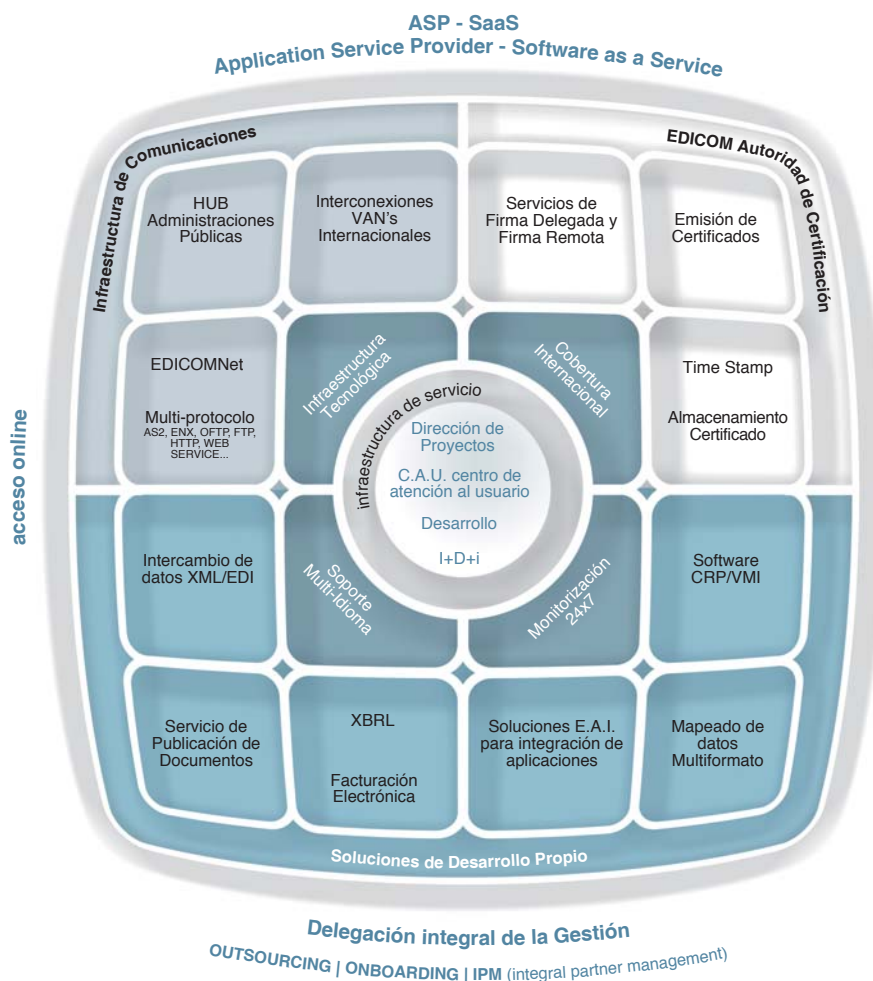 ASP - SaaS
Application Service Provider - Software as a Service
Infraestructura de Comunicaciones
EDICOM Autoridad de Certificación
HUB
Administraciones
Públicas
Interconexiones
VAN's
Internacionales
Servicios de
Firma Delegada y
Firma Remota
Emisión de
Certificados
EDICOMNet
Multi-protocolo
AS2, ENX, OFTP, FTP,
HTTP, WEB
SERVICE...
Infraestructura
Tecnológica
Cobertura
Internacional
Time Stamp
Almacenamiento
Certificado
infraestructura de servicio
Dirección de
Proyectos
C.A.U. centro de
atención al usuario
Desarrollo
I+D+i
acceso online
Intercambio de
datos XML/EDI
Soporte
Multi-Idioma
Monitorización
24x7
Software
CRP/VMI
Servicio de
Publicación de
Documentos
XBRL
Facturación
Electrónica
Soluciones E.A.I.
para integración de
aplicaciones
Mapeado de
datos
Multiformato
Soluciones de Desarrollo Propio
Delegación integral de la Gestión
OUTSOURCING | ONBOARDING | IPM (integral partner management)